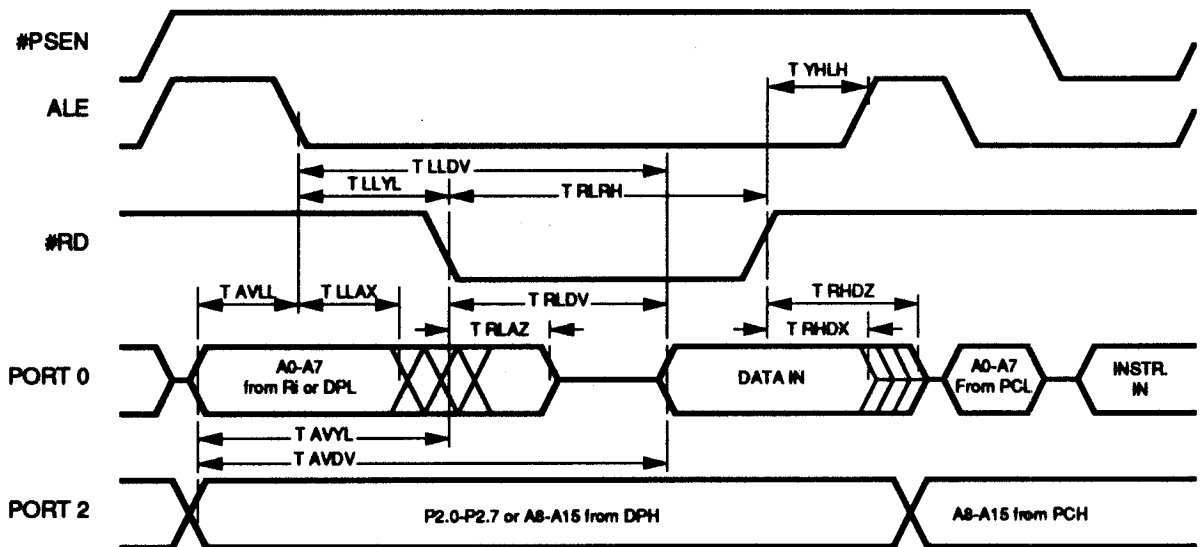 #PSEN
T YHLH
ALE
T LLDV
T LLYL
T RLRH
#RD
T AVLL
T LLAX
T RLDV
T RHDZ
T RLAZ
T RHDX
PORT 0
A0-A7
from Ri or DPL
DATA IN
A0-A7
From PCL
INSTR.
IN
T AVYL
T AVDV
PORT 2
P2.0-P2.7 or A8-A15 from DPH
A8-A15 from PCH